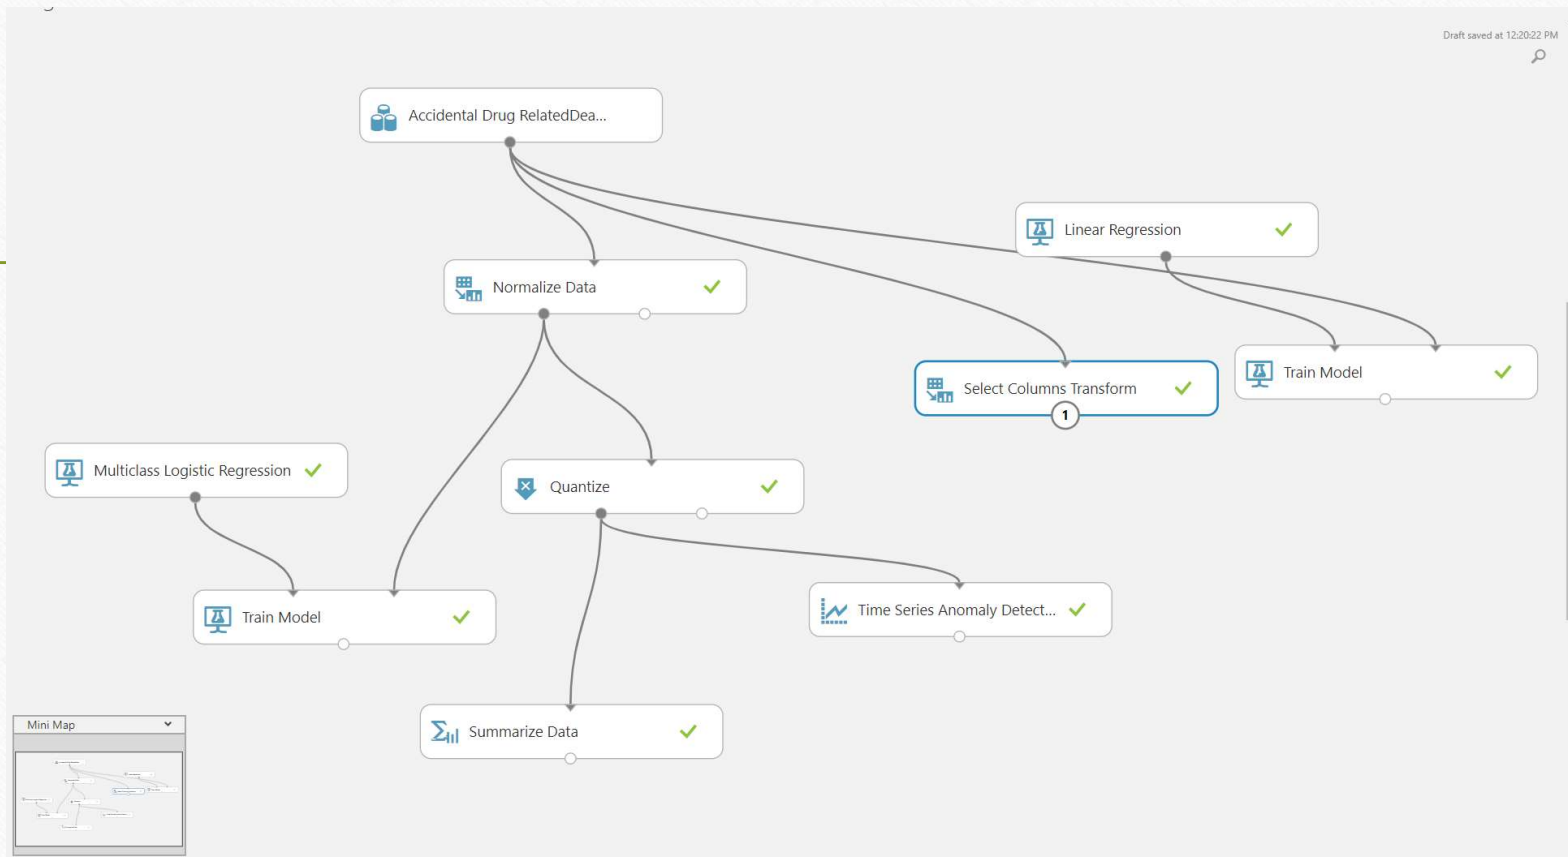 Draft saved at 12:20:22 PM
Accidental Drug RelatedDea...
Linear Regression
Normalize Data
Train Model
Select Columns Transform
1
Multiclass Logistic Regression
Quantize
Time Series Anomaly Detect...
Train Model
Summarize Data
Mini Map